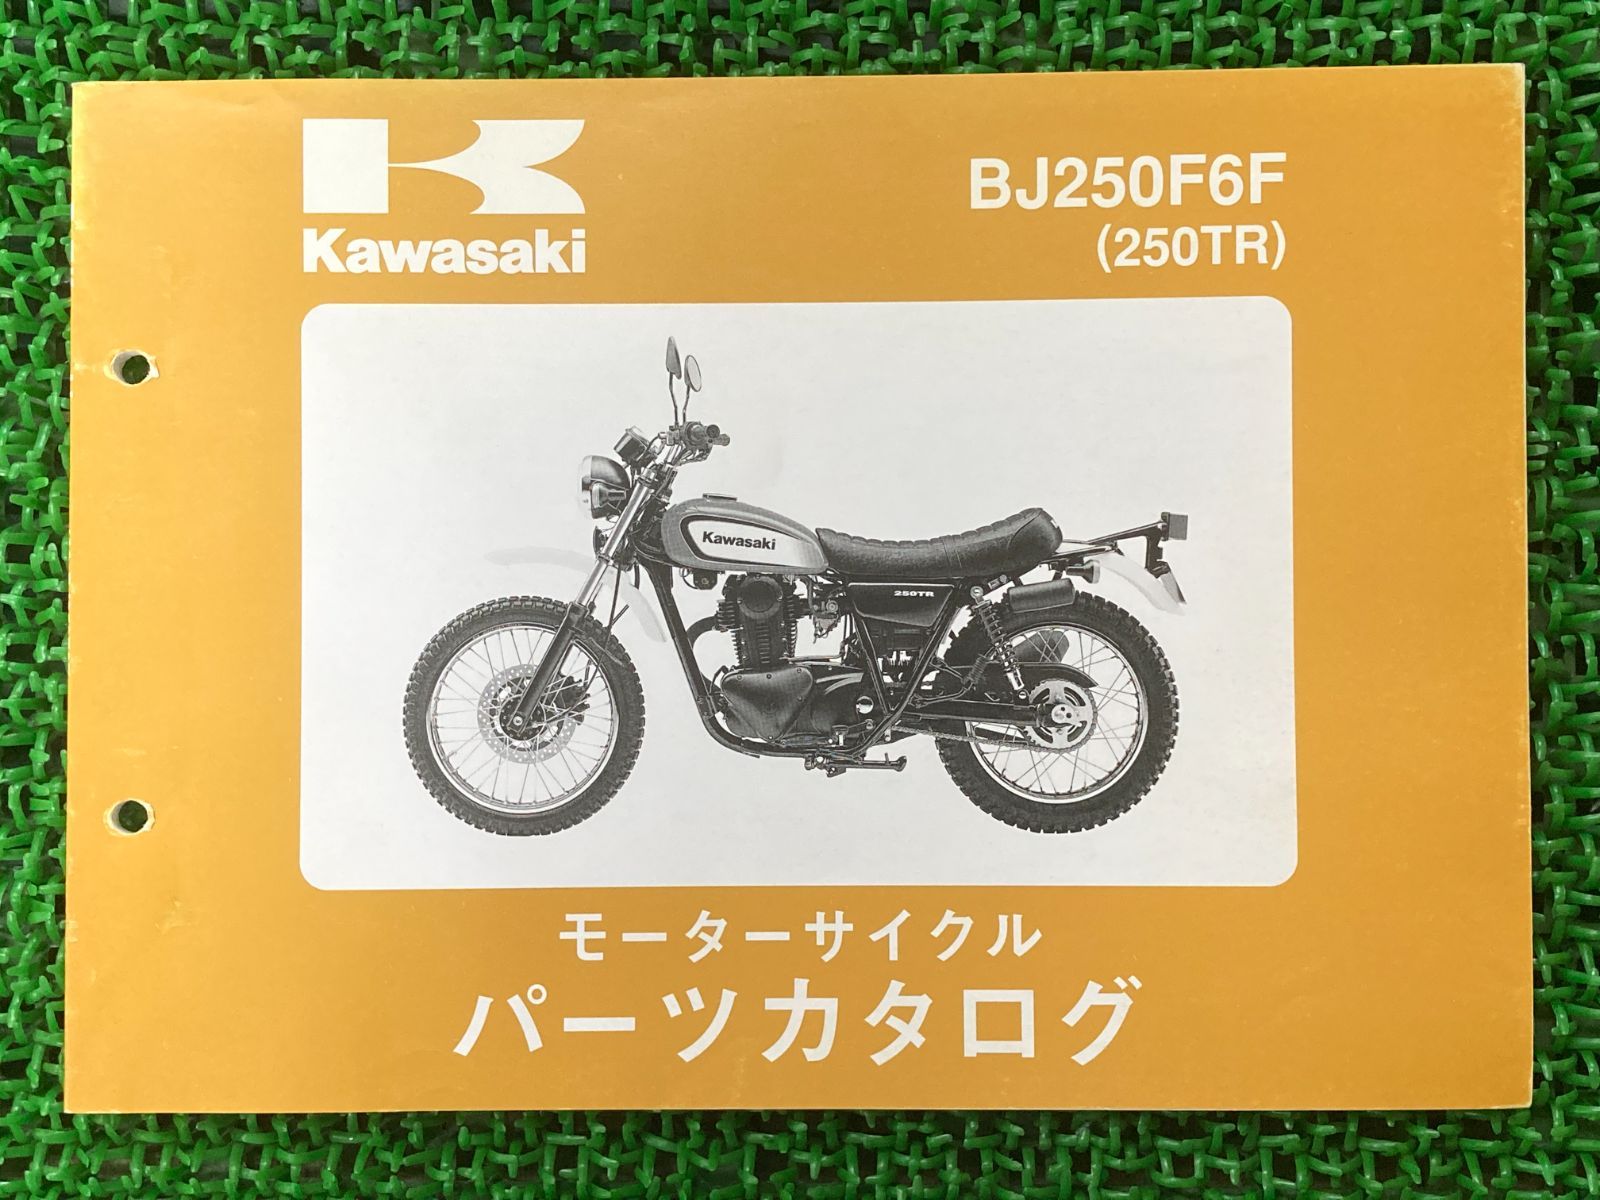 Kawasaki
BJ250F6F
(250TR)
Kawasaki
250TR
モーターサイクル
パーツカタログ